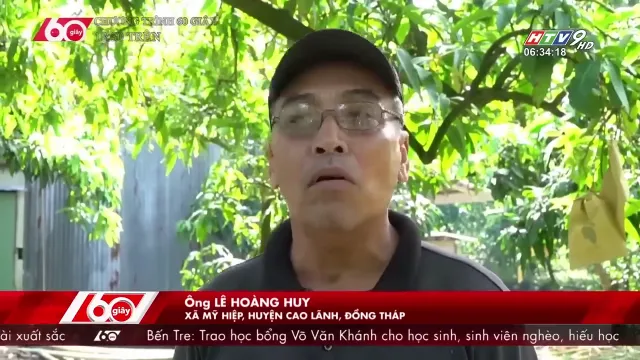 60 giây
CHƯƠNG TRÌNH 60 GIÂY
HTV9 HD
06:34:18
60 giây
Ông LÊ HOÀNG HUY
XÃ MỸ HIỆP, HUYỆN CAO LÃNH, ĐỒNG THÁP
ài xuất sắc
60 giây
Bến Tre: Trao học bổng Võ Văn Khánh cho học sinh, sinh viên nghèo, hiếu học